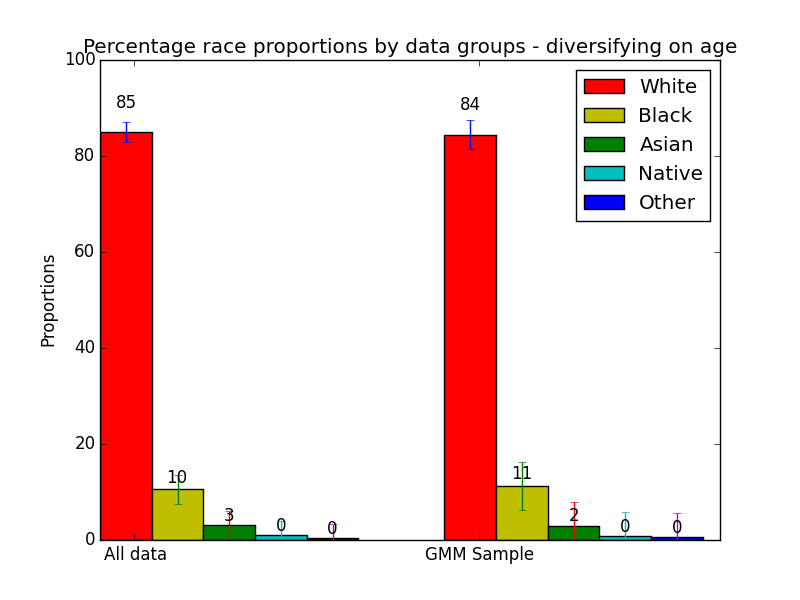 Percentage race proportions by data groups - diversifying on age
100
80
60
40
20
0
Proportions
85
10
3
0
0
84
11
2
0
0
All data
GMM Sample
White
Black
Asian
Native
Other